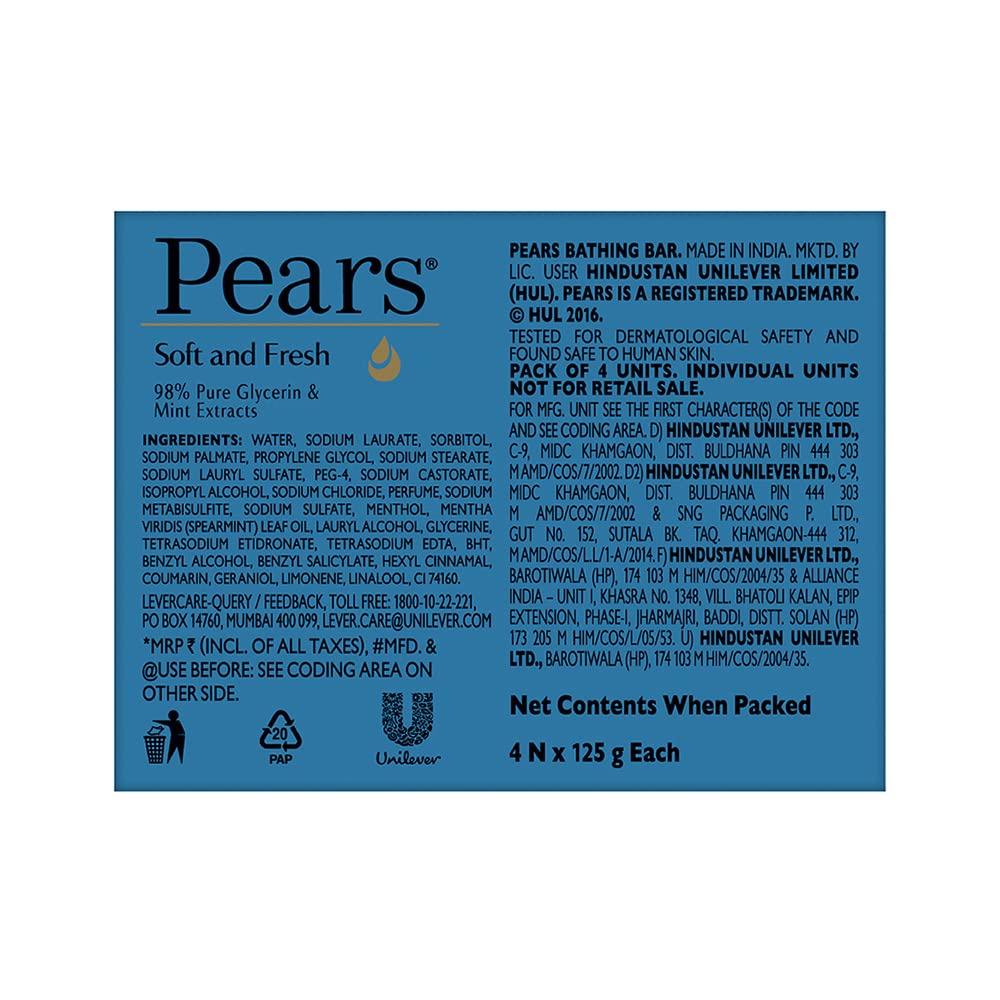 Pears®
Soft and Fresh
98% Pure Glycerin &
Mint Extracts
INGREDIENTS: WATER, SODIUM LAURATE, SORBITOL,
SODIUM PALMATE, PROPYLENE GLYCOL, SODIUM STEARATE,
SODIUM LAURYL SULFATE, PEG-4, SODIUM CASTORATE,
ISOPROPYL ALCOHOL, SODIUM CHLORIDE, PERFUME, SODIUM
METABISULFITE, SODIUM SULFATE, MENTHOL, MENTHA
VIRIDIS (SPEARMINT) LEAF OIL, LAURYL ALCOHOL, GLYCERINE,
TETRASODIUM ETIDRONATE, TETRASODIUM EDTA, BHT,
BENZYL ALCOHOL, BENZYL SALICYLATE, HEXYL CINNAMAL,
COUMARIN, GERANIOL, LIMONENE, LINALOOL, CI 74160.
LEVERCARE-QUERY / FEEDBACK, TOLL FREE: 1800-10-22-221,
PO BOX 14760, MUMBAI 400 099, LEVER.CARE@UNILEVER.COM
*MRP ₹ (INCL. OF ALL TAXES), #MFD. &
@USE BEFORE: SEE CODING AREA ON
OTHER SIDE.
20
PAP
Unilever
PEARS BATHING BAR. MADE IN INDIA. MKTD. BY
LIC. USER HINDUSTAN UNILEVER LIMITED
(HUL). PEARS IS A REGISTERED TRADEMARK.
© HUL 2016.
TESTED FOR DERMATOLOGICAL SAFETY AND
FOUND SAFE TO HUMAN SKIN.
PACK OF 4 UNITS. INDIVIDUAL UNITS
NOT FOR RETAIL SALE.
FOR MFG. UNIT SEE THE FIRST CHARACTER(S) OF THE CODE
AND SEE CODING AREA. D) HINDUSTAN UNILEVER LTD.,
C-9, MIDC KHAMGAON, DIST. BULDHANA PIN 444 303
M AMD/COS/7/2002. D2) HINDUSTAN UNILEVER LTD., C-9,
MIDC KHAMGAON, DIST. BULDHANA PIN 444 303
M AMD/COS/7/2002 & SNG PACKAGING P. LTD.,
GUT No. 152, SUTALA BK. TAQ. KHAMGAON-444 312,
M AMD/COS/L.L/1-A/2014. F) HINDUSTAN UNILEVER LTD.,
BAROTIWALA (HP), 174 103 M HIM/COS/2004/35 & ALLIANCE
INDIA – UNIT I, KHASRA No. 1348, VILL. BHATOLI KALAN, EPIP
EXTENSION, PHASE-I, JHARMAJRI, BADDI, DISTT. SOLAN (HP)
173 205 M HIM/COS/L/05/53. U) HINDUSTAN UNILEVER
LTD., BAROTIWALA (HP), 174 103 M HIM/COS/2004/35.
Net Contents When Packed
4 N x 125 g Each